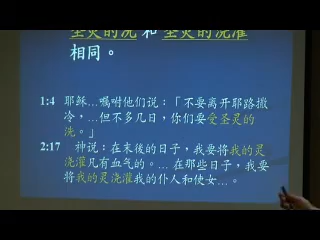 圣灵的洗 和 圣灵的浇灌
相同。
1:4 耶稣…嘱咐他们说:「不要离开耶路撒
冷,…但不多几日,你们要受圣灵的
洗。」
2:17 神说:在末後的日子,我要将我的灵
浇灌凡有血气的。… 在那些日子,我要
将我的灵浇灌我的仆人和使女…。